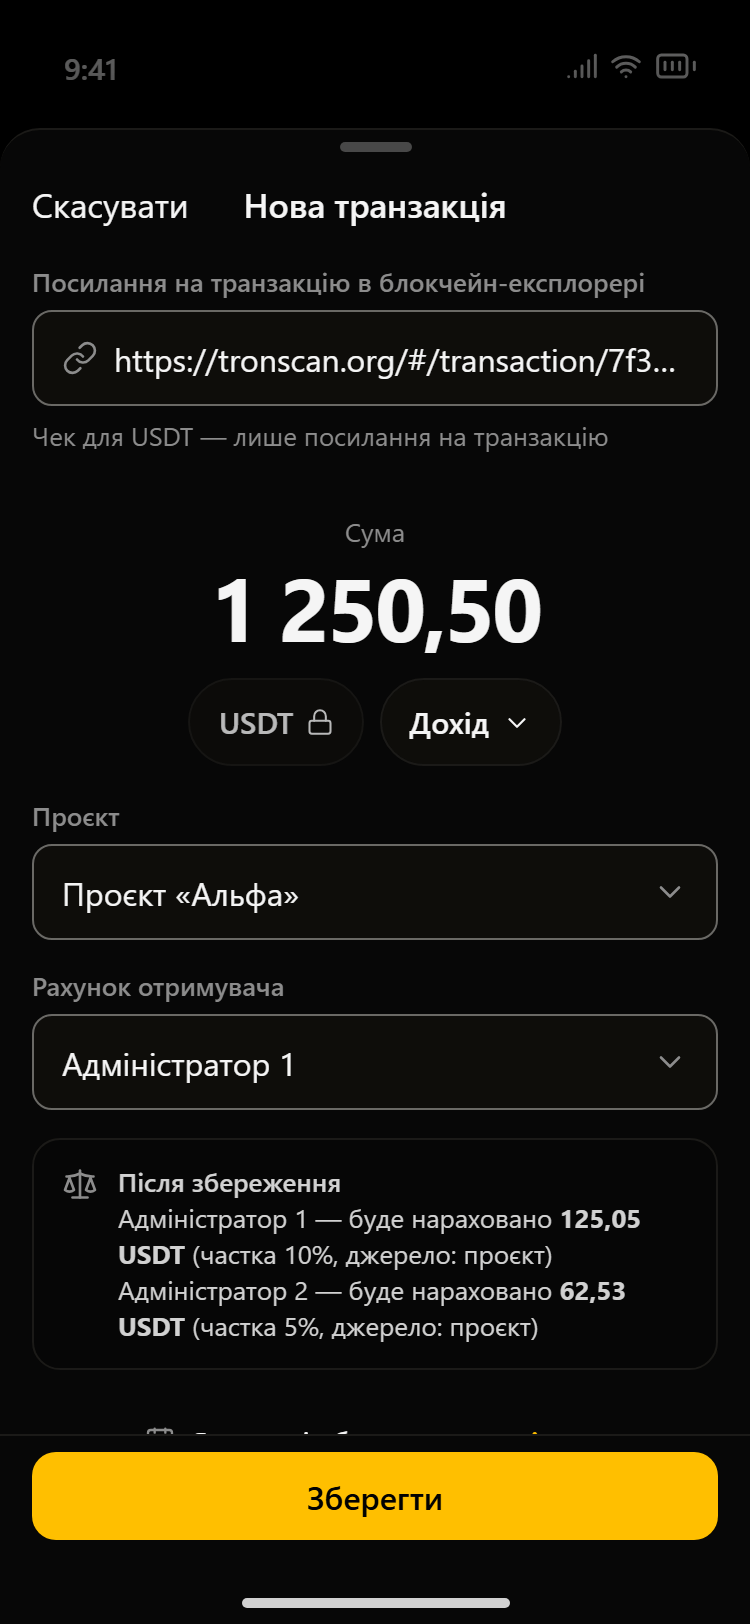 9:41
Скасувати Нова транзакція
Посилання на транзакцію в блокчейн-експлорері
https://tronscan.org/#/transaction/7f3...
Чек для USDT — лише посилання на транзакцію
Сума
1 250,50
USDT Дохід
Проєкт
Проєкт «Альфа»
Рахунок отримувача
Адміністратор 1
Після збереження
Адміністратор 1 — буде нараховано 125,05
USDT (частка 10%, джерело: проєкт)
Адміністратор 2 — буде нараховано 62,53
USDT (частка 5%, джерело: проєкт)
Зберегти